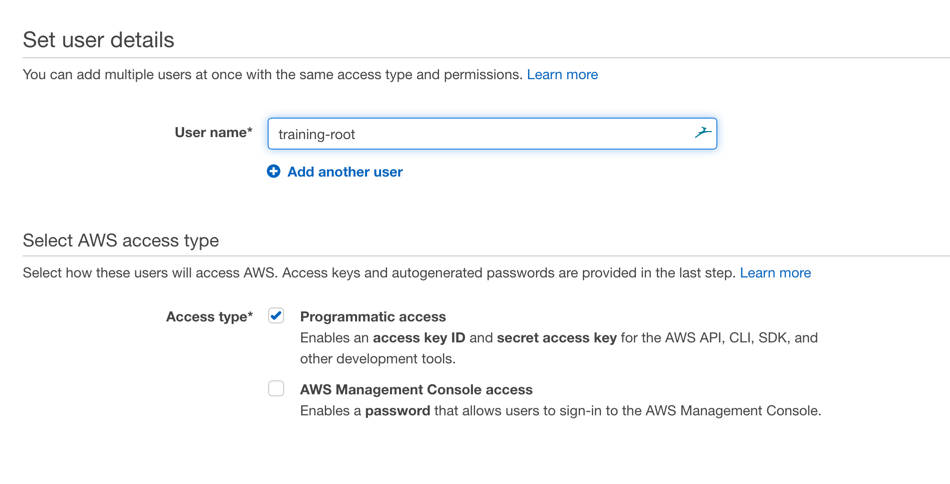 Set user details
You can add multiple users at once with the same access type and permissions. Learn more
User name* training-root
Add another user
Select AWS access type
Select how these users will access AWS. Access keys and autogenerated passwords are provided in the last step. Learn more
Access type* Programmatic access
Enables an access key ID and secret access key for the AWS API, CLI, SDK, and
other development tools.
AWS Management Console access
Enables a password that allows users to sign-in to the AWS Management Console.